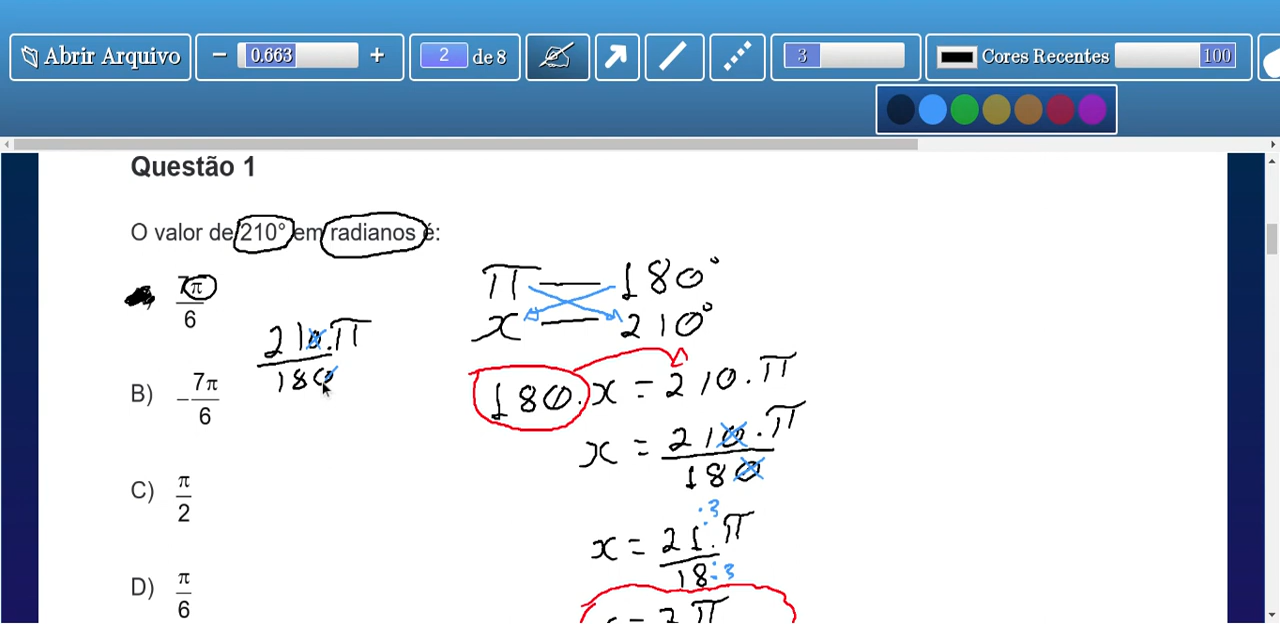 Abrir Arquivo − 0.663 + 2 de 8 3 Cores Recentes 100
Questão 1
O valor de 210° em radianos é:
7π/6
210.π/180
B) −7π/6
C) π/2
D) π/6
π — 180°
x — 210°
180.x = 210.π
x = 210.π/180
:3
x = 21.π/18
:3
π